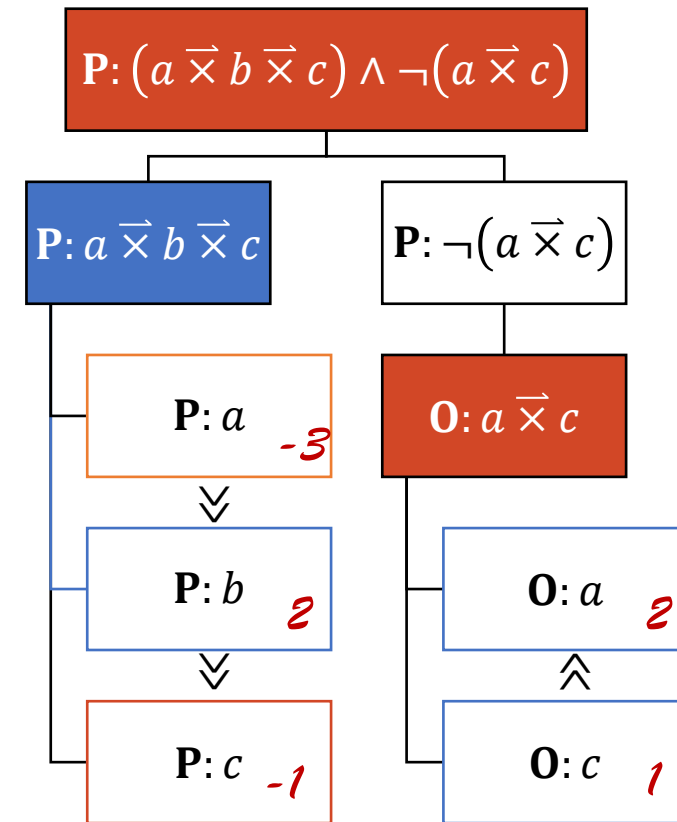 P: (a ×⃑ b ×⃑ c) ∧ ¬(a ×⃑ c)
P: a ×⃑ b ×⃑ c
P: ¬(a ×⃑ c)
P: a -3
O: a ×⃑ c
≫
P: b 2
O: a 2
≫
≪
P: c -1
O: c 1